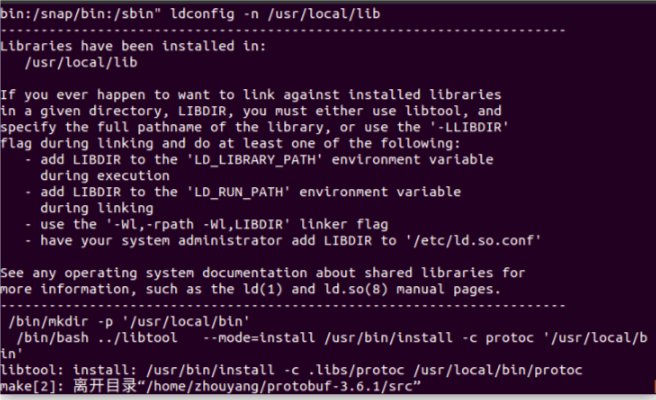 bin:/snap/bin:/sbin" ldconfig -n /usr/local/lib
----------------------------------------------------------------------
Libraries have been installed in:
   /usr/local/lib

If you ever happen to want to link against installed libraries
in a given directory, LIBDIR, you must either use libtool, and
specify the full pathname of the library, or use the '-LLIBDIR'
flag during linking and do at least one of the following:
   - add LIBDIR to the 'LD_LIBRARY_PATH' environment variable
     during execution
   - add LIBDIR to the 'LD_RUN_PATH' environment variable
     during linking
   - use the '-Wl,-rpath -Wl,LIBDIR' linker flag
   - have your system administrator add LIBDIR to '/etc/ld.so.conf'

See any operating system documentation about shared libraries for
more information, such as the ld(1) and ld.so(8) manual pages.
----------------------------------------------------------------------
 /bin/mkdir -p '/usr/local/bin'
  /bin/bash ../libtool   --mode=install /usr/bin/install -c protoc '/usr/local/b
in'
libtool: install: /usr/bin/install -c .libs/protoc /usr/local/bin/protoc
make[2]: 离开目录“/home/zhouyang/protobuf-3.6.1/src”